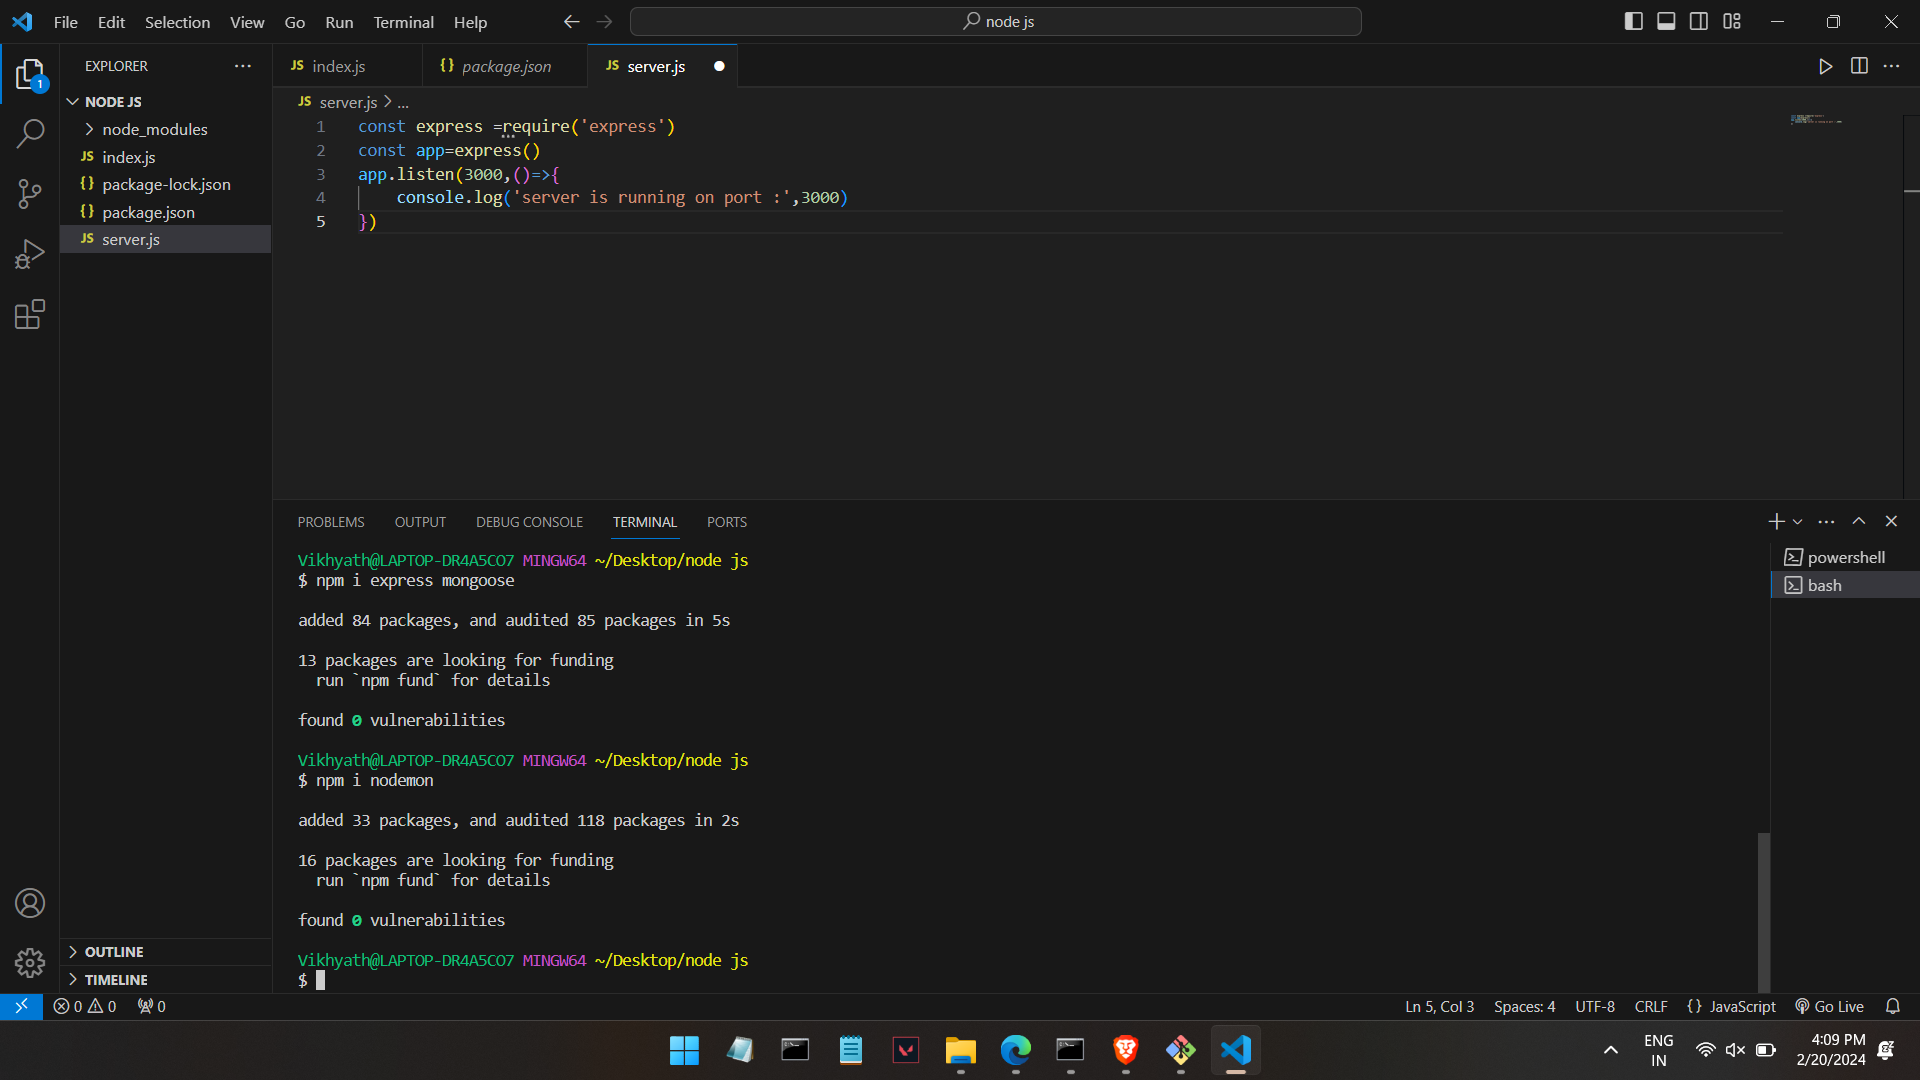 File Edit Selection View Go Run Terminal Help
node js
EXPLORER
1
NODE JS
node_modules
JS index.js
{} package-lock.json
{} package.json
JS server.js
OUTLINE
TIMELINE
JS index.js
{} package.json
JS server.js
JS server.js > ...
1 const express =require('express')
2 const app=express()
3 app.listen(3000,()=>{
4 console.log('server is running on port :',3000)
5 })
PROBLEMS OUTPUT DEBUG CONSOLE TERMINAL PORTS
powershell
bash
Vikhyath@LAPTOP-DR4A5CO7 MINGW64 ~/Desktop/node js
$ npm i express mongoose
added 84 packages, and audited 85 packages in 5s
13 packages are looking for funding
run `npm fund` for details
found 0 vulnerabilities
Vikhyath@LAPTOP-DR4A5CO7 MINGW64 ~/Desktop/node js
$ npm i nodemon
added 33 packages, and audited 118 packages in 2s
16 packages are looking for funding
run `npm fund` for details
found 0 vulnerabilities
Vikhyath@LAPTOP-DR4A5CO7 MINGW64 ~/Desktop/node js
$
0 0 0
Ln 5, Col 3 Spaces: 4 UTF-8 CRLF {} JavaScript Go Live
ENG
IN
4:09 PM
2/20/2024